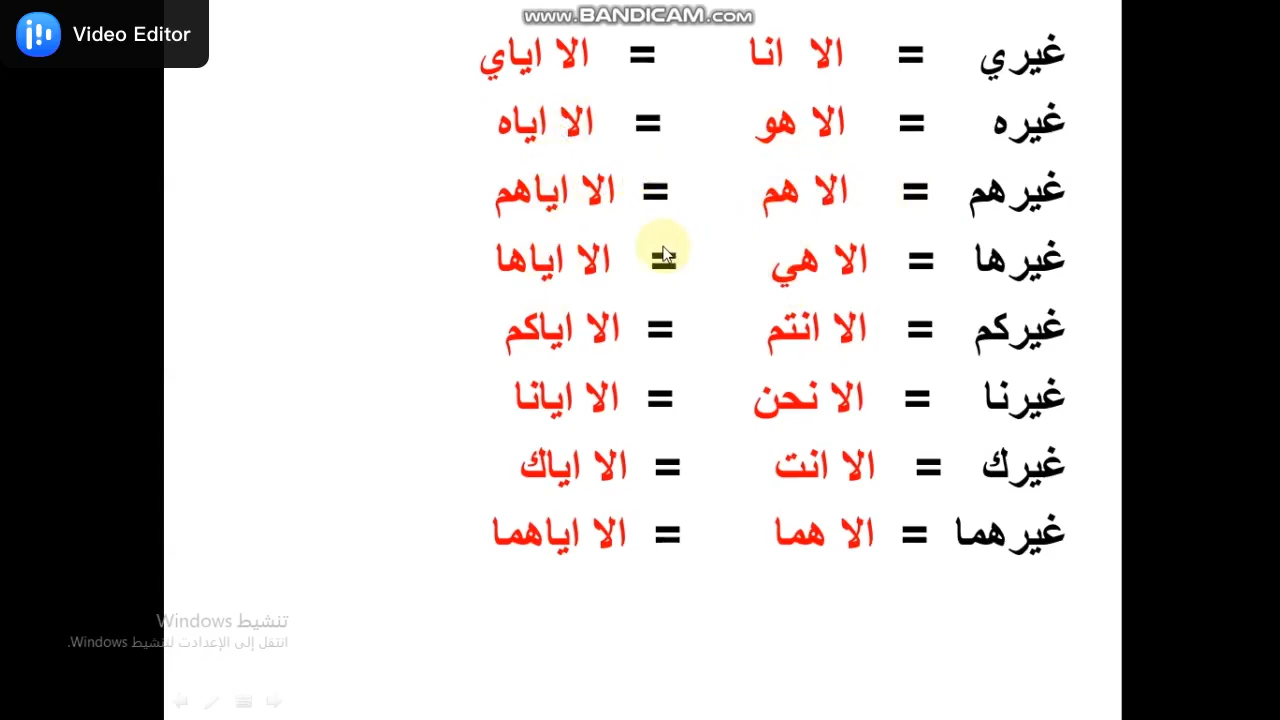 www.BANDICAM.com
Video Editor
غيري = الا انا = الا اياي
غيره = الا هو = الا اياه
غيرهم = الا هم = الا اياهم
غيرها = الا هي = الا اياها
غيركم = الا انتم = الا اياكم
غيرنا = الا نحن = الا ايانا
غيرك = الا انت = الا اياك
غيرهما = الا هما = الا اياهما
تنشيط Windows
انتقل إلى الإعدادات لتنشيط Windows.